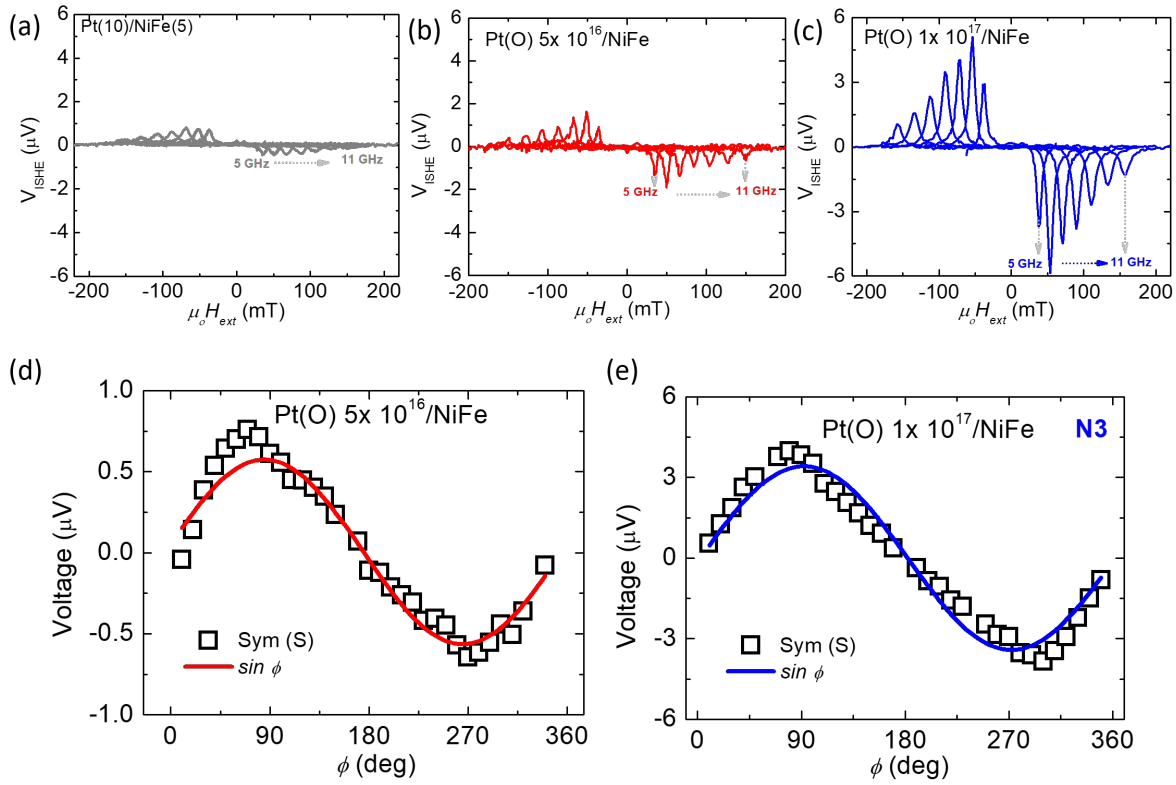 (a)
Pt(10)/NiFe(5)
V_ISHE (μV)
6
4
2
0
-2
-4
-6
5 GHz
11 GHz
-200 -100 0 100 200
μ_oH_ext (mT)
(b)
Pt(O) 5x 10^16/NiFe
V_ISHE (μV)
6
4
2
0
-2
-4
-6
5 GHz
11 GHz
-200 -100 0 100 200
μ_oH_ext (mT)
(c)
Pt(O) 1x 10^17/NiFe
V_ISHE (μV)
6
3
0
-3
-6
5 GHz
11 GHz
-200 -100 0 100 200
μ_oH_ext (mT)
(d)
Pt(O) 5x 10^16/NiFe
Voltage (μV)
1.0
0.5
0.0
-0.5
-1.0
Sym (S)
sin ϕ
0 90 180 270 360
ϕ (deg)
(e)
Pt(O) 1x 10^17/NiFe N3
Voltage (μV)
6
3
0
-3
-6
Sym (S)
sin ϕ
0 90 180 270 360
ϕ (deg)